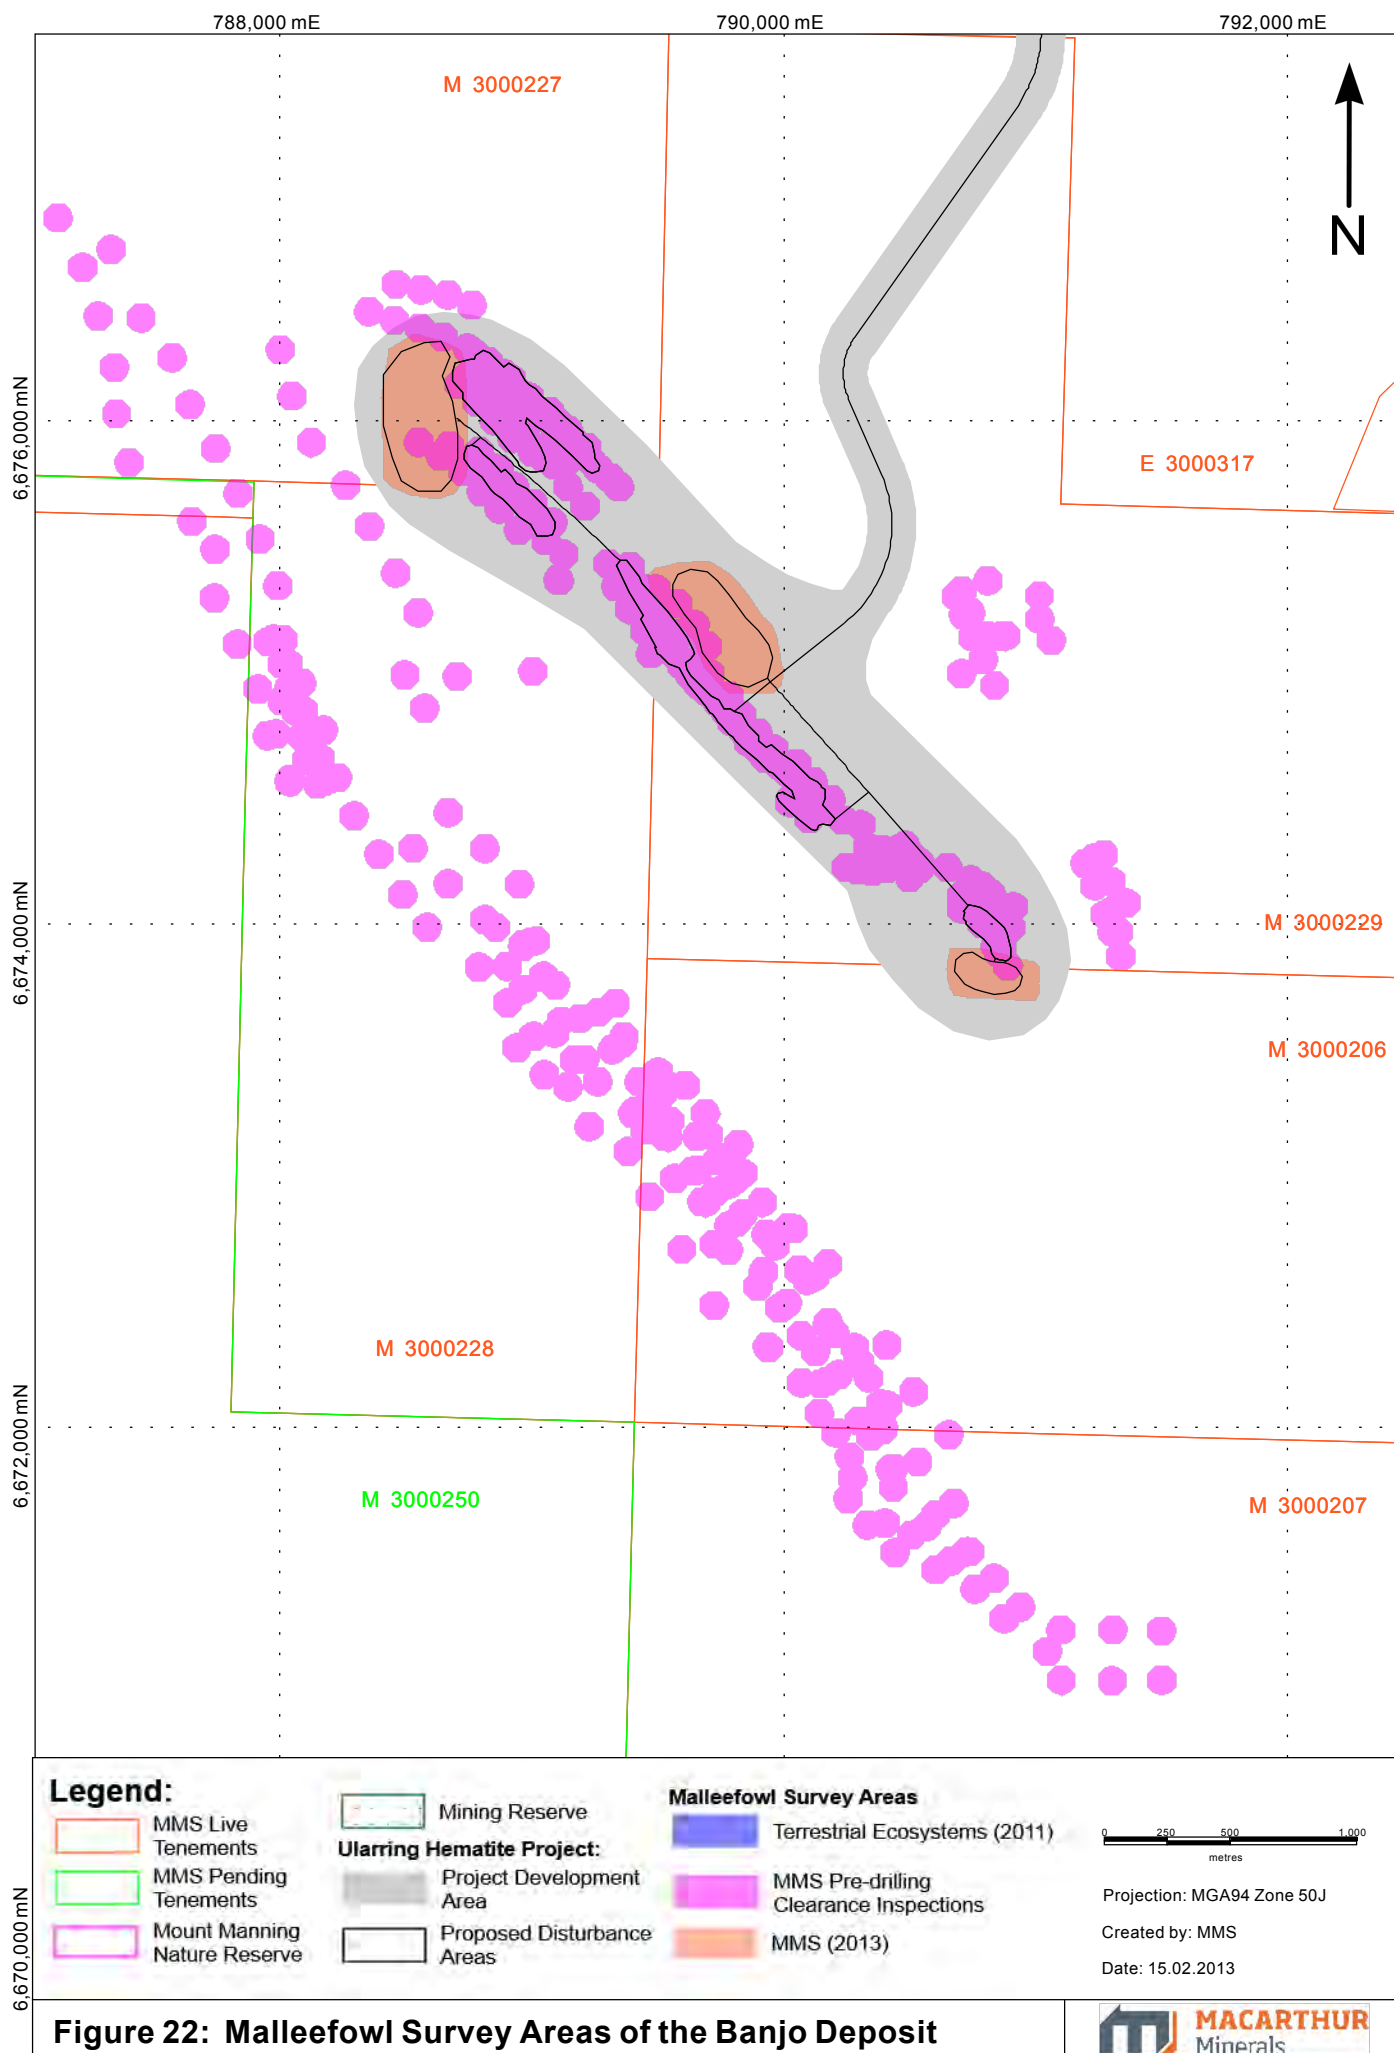 788,000 mE
790,000 mE
792,000 mE
M 3000227
N
6,676,000 mN
E 3000317
6,674,000 mN
M 3000229
M 3000206
M 3000228
6,672,000 mN
M 3000250
M 3000207
6,670,000 mN
Legend:
MMS Live
Tenements
MMS Pending
Tenements
Mount Manning
Nature Reserve
Mining Reserve
Ularring Hematite Project:
Project Development
Area
Proposed Disturbance
Areas
Malleefowl Survey Areas
Terrestrial Ecosystems (2011)
MMS Pre-drilling
Clearance Inspections
MMS (2013)
0 250 500 1,000
metres
Projection: MGA94 Zone 50J
Created by: MMS
Date: 15.02.2013
Figure 22: Malleefowl Survey Areas of the Banjo Deposit
MACARTHUR
Minerals